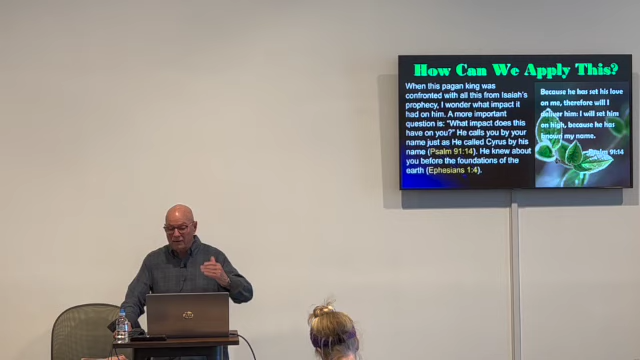 How Can We Apply This?
When this pagan king was
confronted with all this from Isaiah's
prophecy, I wonder what impact it
had on him. A more important
question is: "What impact does this
have on you?" He calls you by your
name just as He called Cyrus by his
name (Psalm 91:14). He knew about
you before the foundations of the
earth (Ephesians 1:4).
Because he has set his love
on me, therefore will I
deliver him: I will set him
on high, because he has
known my name.
Psalm 91:14
hp